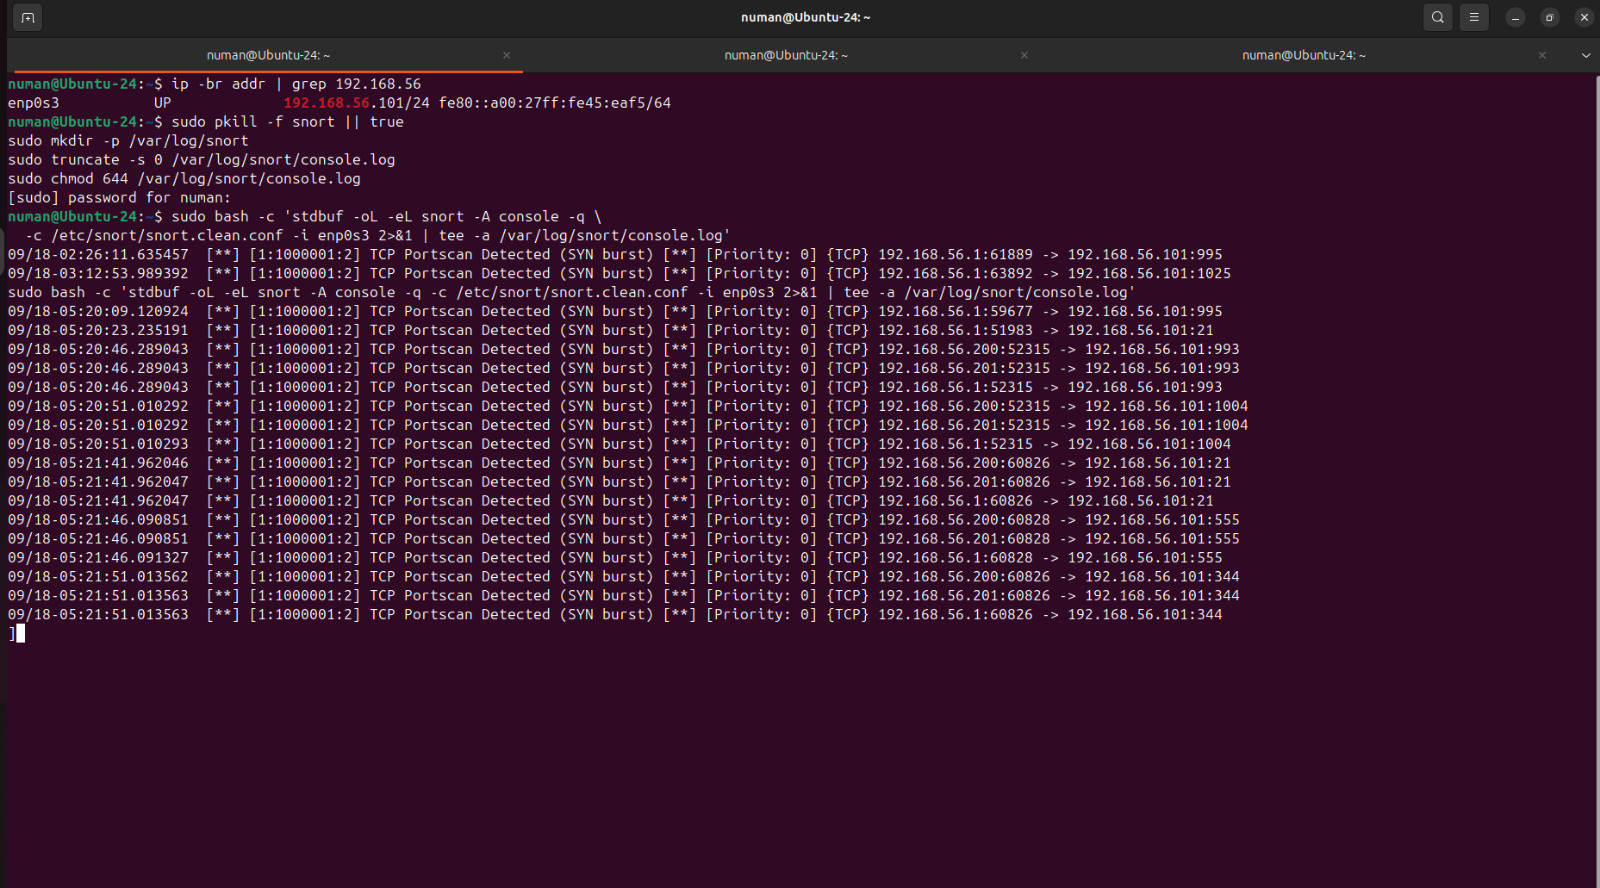 numan@Ubuntu-24: ~
numan@Ubuntu-24: ~
numan@Ubuntu-24: ~
numan@Ubuntu-24: ~
numan@Ubuntu-24:~$ ip -br addr | grep 192.168.56
enp0s3           UP             192.168.56.101/24 fe80::a00:27ff:fe45:eaf5/64
numan@Ubuntu-24:~$ sudo pkill -f snort || true
sudo mkdir -p /var/log/snort
sudo truncate -s 0 /var/log/snort/console.log
sudo chmod 644 /var/log/snort/console.log
[sudo] password for numan:
numan@Ubuntu-24:~$ sudo bash -c 'stdbuf -oL -eL snort -A console -q \
  -c /etc/snort/snort.clean.conf -i enp0s3 2>&1 | tee -a /var/log/snort/console.log'
09/18-02:26:11.635457  [**] [1:1000001:2] TCP Portscan Detected (SYN burst) [**] [Priority: 0] {TCP} 192.168.56.1:61889 -> 192.168.56.101:995
09/18-03:12:53.989392  [**] [1:1000001:2] TCP Portscan Detected (SYN burst) [**] [Priority: 0] {TCP} 192.168.56.1:63892 -> 192.168.56.101:1025
sudo bash -c 'stdbuf -oL -eL snort -A console -q -c /etc/snort/snort.clean.conf -i enp0s3 2>&1 | tee -a /var/log/snort/console.log'
09/18-05:20:09.120924  [**] [1:1000001:2] TCP Portscan Detected (SYN burst) [**] [Priority: 0] {TCP} 192.168.56.1:59677 -> 192.168.56.101:995
09/18-05:20:23.235191  [**] [1:1000001:2] TCP Portscan Detected (SYN burst) [**] [Priority: 0] {TCP} 192.168.56.1:51983 -> 192.168.56.101:21
09/18-05:20:46.289043  [**] [1:1000001:2] TCP Portscan Detected (SYN burst) [**] [Priority: 0] {TCP} 192.168.56.200:52315 -> 192.168.56.101:993
09/18-05:20:46.289043  [**] [1:1000001:2] TCP Portscan Detected (SYN burst) [**] [Priority: 0] {TCP} 192.168.56.201:52315 -> 192.168.56.101:993
09/18-05:20:46.289043  [**] [1:1000001:2] TCP Portscan Detected (SYN burst) [**] [Priority: 0] {TCP} 192.168.56.1:52315 -> 192.168.56.101:993
09/18-05:20:51.010292  [**] [1:1000001:2] TCP Portscan Detected (SYN burst) [**] [Priority: 0] {TCP} 192.168.56.200:52315 -> 192.168.56.101:1004
09/18-05:20:51.010292  [**] [1:1000001:2] TCP Portscan Detected (SYN burst) [**] [Priority: 0] {TCP} 192.168.56.201:52315 -> 192.168.56.101:1004
09/18-05:20:51.010293  [**] [1:1000001:2] TCP Portscan Detected (SYN burst) [**] [Priority: 0] {TCP} 192.168.56.1:52315 -> 192.168.56.101:1004
09/18-05:21:41.962046  [**] [1:1000001:2] TCP Portscan Detected (SYN burst) [**] [Priority: 0] {TCP} 192.168.56.200:60826 -> 192.168.56.101:21
09/18-05:21:41.962047  [**] [1:1000001:2] TCP Portscan Detected (SYN burst) [**] [Priority: 0] {TCP} 192.168.56.201:60826 -> 192.168.56.101:21
09/18-05:21:41.962047  [**] [1:1000001:2] TCP Portscan Detected (SYN burst) [**] [Priority: 0] {TCP} 192.168.56.1:60826 -> 192.168.56.101:21
09/18-05:21:46.090851  [**] [1:1000001:2] TCP Portscan Detected (SYN burst) [**] [Priority: 0] {TCP} 192.168.56.200:60828 -> 192.168.56.101:555
09/18-05:21:46.090851  [**] [1:1000001:2] TCP Portscan Detected (SYN burst) [**] [Priority: 0] {TCP} 192.168.56.201:60828 -> 192.168.56.101:555
09/18-05:21:46.091327  [**] [1:1000001:2] TCP Portscan Detected (SYN burst) [**] [Priority: 0] {TCP} 192.168.56.1:60828 -> 192.168.56.101:555
09/18-05:21:51.013562  [**] [1:1000001:2] TCP Portscan Detected (SYN burst) [**] [Priority: 0] {TCP} 192.168.56.200:60826 -> 192.168.56.101:344
09/18-05:21:51.013563  [**] [1:1000001:2] TCP Portscan Detected (SYN burst) [**] [Priority: 0] {TCP} 192.168.56.201:60826 -> 192.168.56.101:344
09/18-05:21:51.013563  [**] [1:1000001:2] TCP Portscan Detected (SYN burst) [**] [Priority: 0] {TCP} 192.168.56.1:60826 -> 192.168.56.101:344
]